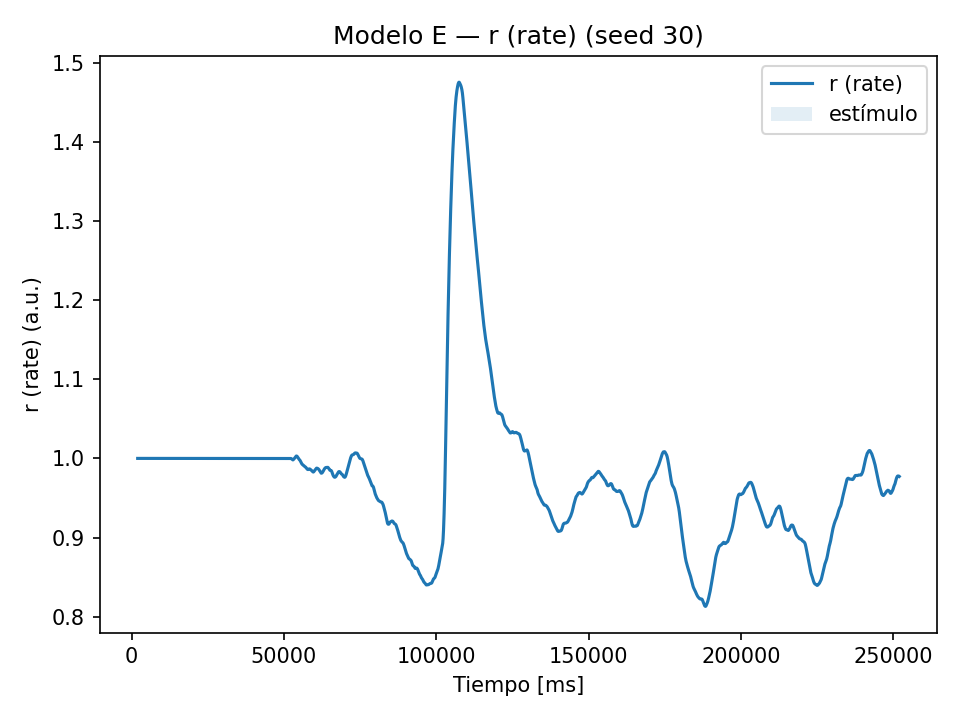 Modelo E — r (rate) (seed 30)
r (rate)
estímulo
r (rate) (a.u.)
1.5
1.4
1.3
1.2
1.1
1.0
0.9
0.8
0
50000
100000
150000
200000
250000
Tiempo [ms]